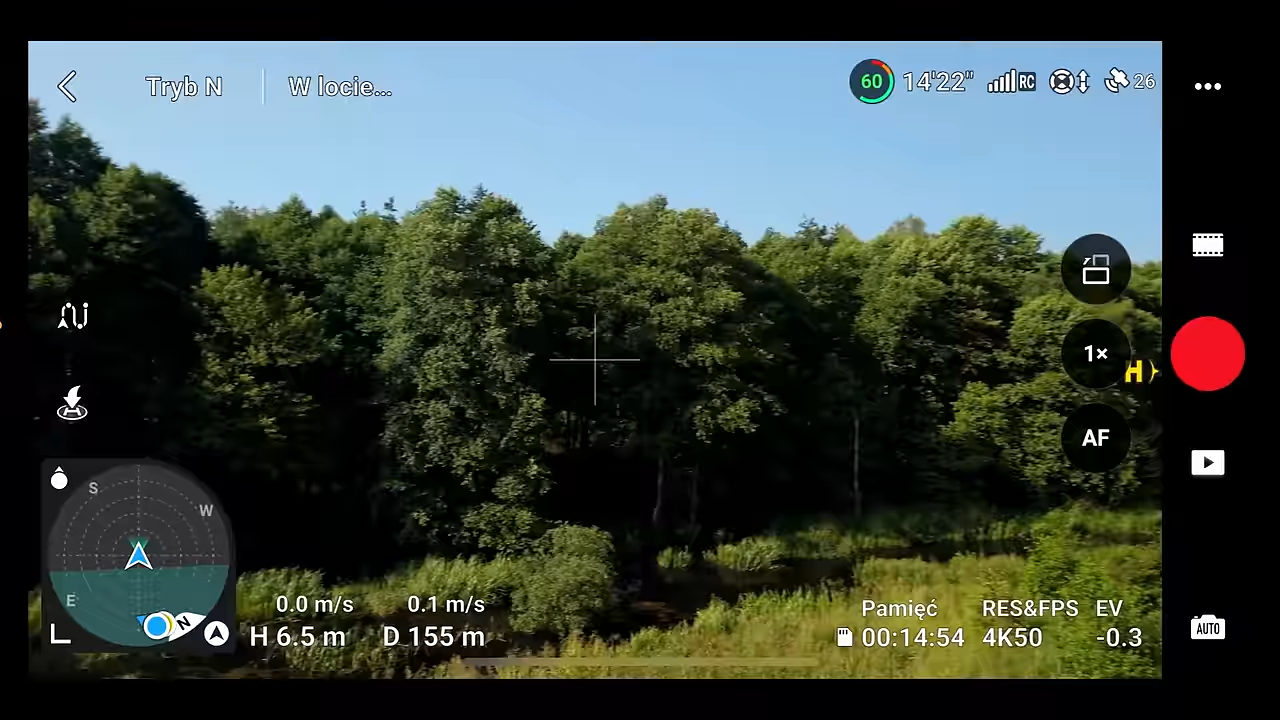 Tryb N W locie... 60 14'22" RC 26
1×
H
AF
S
W
E
N
0.0 m/s 0.1 m/s
H 6.5 m D 155 m
Pamięć RES&FPS EV
00:14:54 4K50 -0.3
AUTO